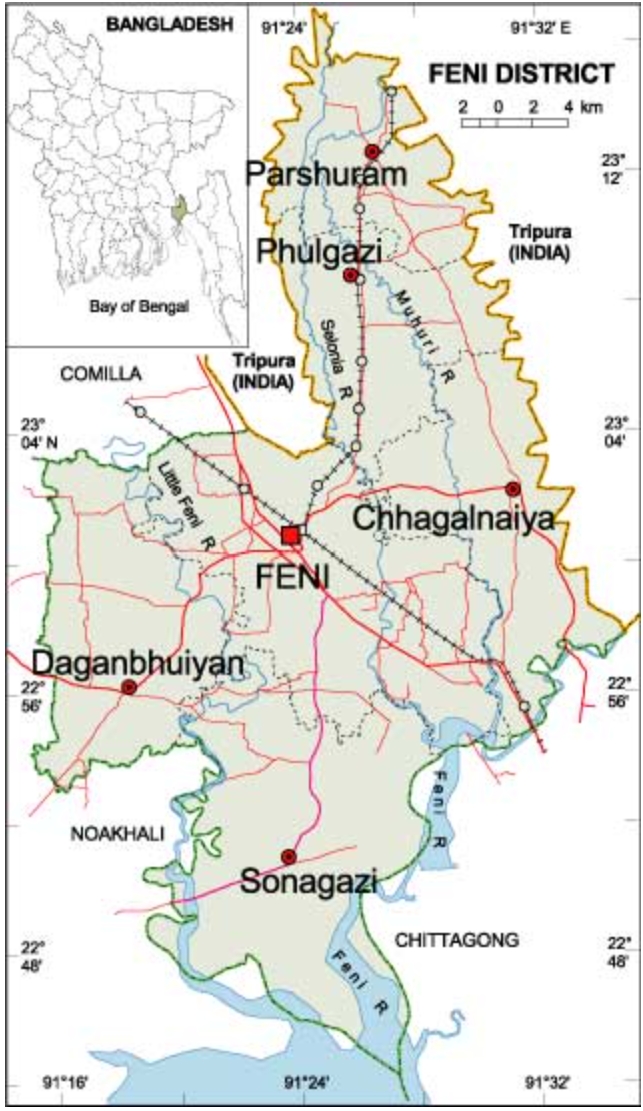 91°24'
91°32' E
BANGLADESH
Bay of Bengal
FENI DISTRICT
2 0 2 4 km
23°
12'
Parshuram
Tripura
(INDIA)
Phulgazi
Muhuri R
Selonia R
Tripura
(INDIA)
COMILLA
23°
04' N
23°
04'
Little Feni R
Chhagalnaiya
FENI
Daganbhuiyan
22°
56'
22°
56'
Feni R
NOAKHALI
Sonagazi
CHITTAGONG
22°
48'
22°
48'
Feni R
91°16'
91°24'
91°32'